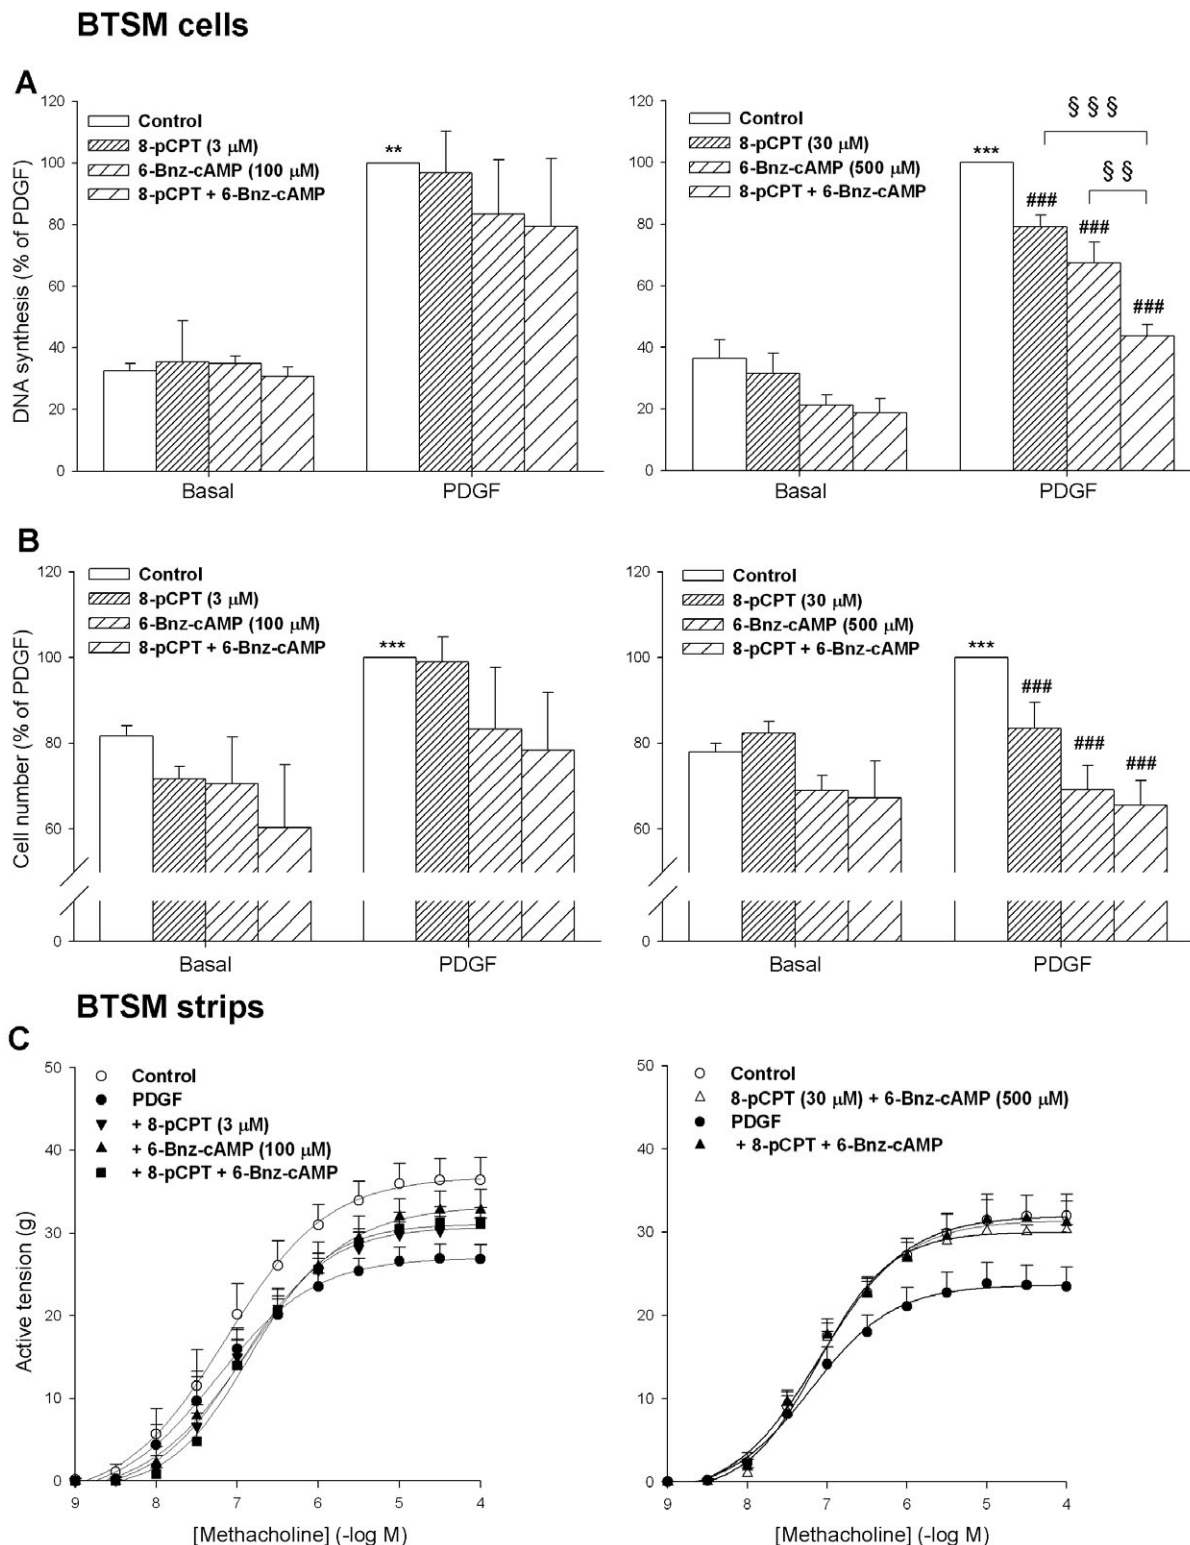 BTSM cells
A
120
100
80
60
40
20
0
DNA synthesis (% of PDGF)
Control
8-pCPT (3 μM)
6-Bnz-cAMP (100 μM)
8-pCPT + 6-Bnz-cAMP
**
Basal
PDGF
120
100
80
60
40
20
0
Control
8-pCPT (30 μM)
6-Bnz-cAMP (500 μM)
8-pCPT + 6-Bnz-cAMP
§ § §
§ §
***
###
###
###
Basal
PDGF
B
120
100
80
60
0
Cell number (% of PDGF)
Control
8-pCPT (3 μM)
6-Bnz-cAMP (100 μM)
8-pCPT + 6-Bnz-cAMP
***
Basal
PDGF
120
100
80
60
0
Control
8-pCPT (30 μM)
6-Bnz-cAMP (500 μM)
8-pCPT + 6-Bnz-cAMP
***
###
###
###
Basal
PDGF
BTSM strips
C
50
40
30
20
10
0
Active tension (g)
Control
PDGF
+ 8-pCPT (3 μM)
+ 6-Bnz-cAMP (100 μM)
+ 8-pCPT + 6-Bnz-cAMP
9 8 7 6 5 4
[Methacholine] (-log M)
50
40
30
20
10
0
Control
8-pCPT (30 μM) + 6-Bnz-cAMP (500 μM)
PDGF
+ 8-pCPT + 6-Bnz-cAMP
9 8 7 6 5 4
[Methacholine] (-log M)